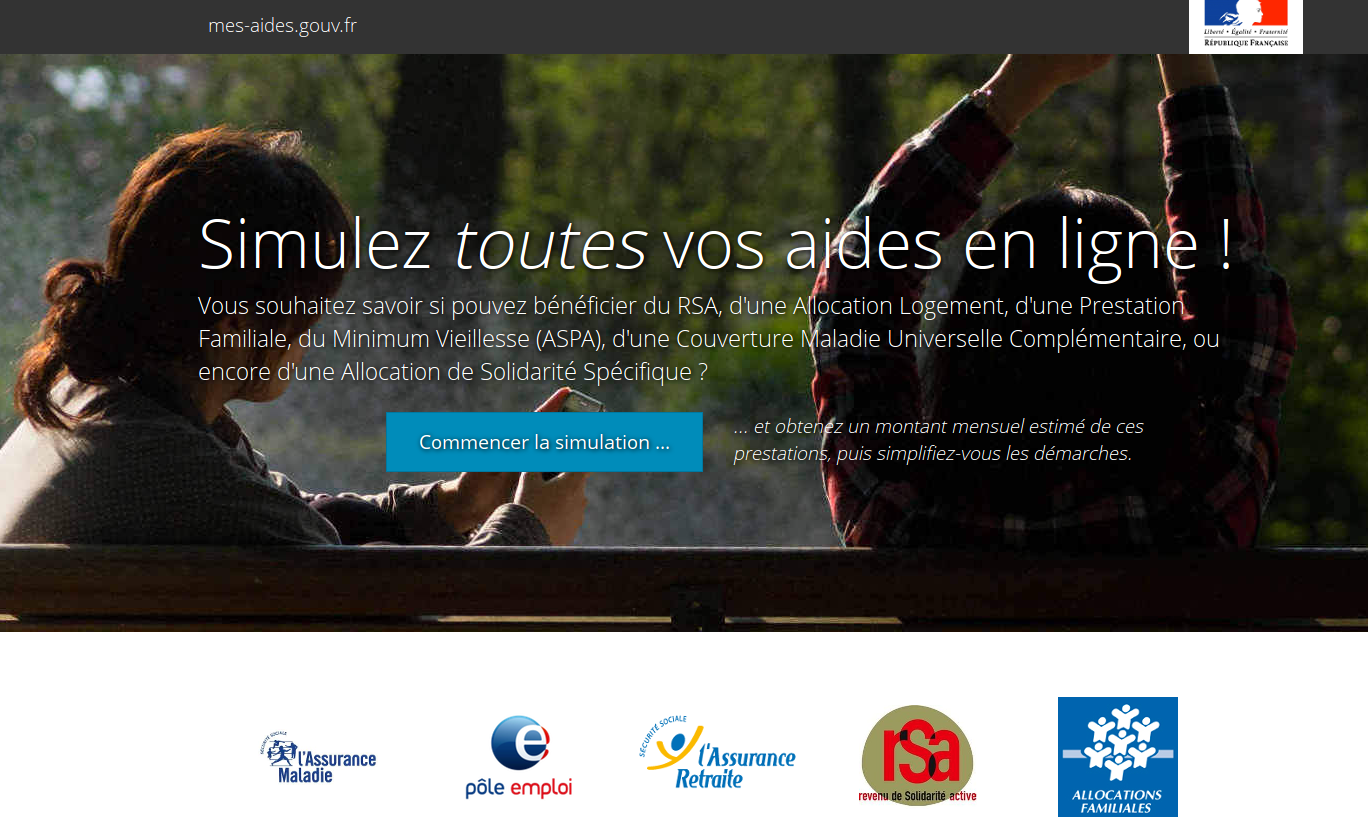 mes-aides.gouv.fr
Liberté • Égalité • Fraternité
RÉPUBLIQUE FRANÇAISE
Simulez toutes vos aides en ligne !
Vous souhaitez savoir si pouvez bénéficier du RSA, d'une Allocation Logement, d'une Prestation
Familiale, du Minimum Vieillesse (ASPA), d'une Couverture Maladie Universelle Complémentaire, ou
encore d'une Allocation de Solidarité Spécifique ?
Commencer la simulation ...
... et obtenez un montant mensuel estimé de ces
prestations, puis simplifiez-vous les démarches.
SÉCURITÉ SOCIALE
l'Assurance
Maladie
e
pôle emploi
SÉCURITÉ SOCIALE
l'Assurance
Retraite
rSa
revenu de Solidarité active
ALLOCATIONS
FAMILIALES